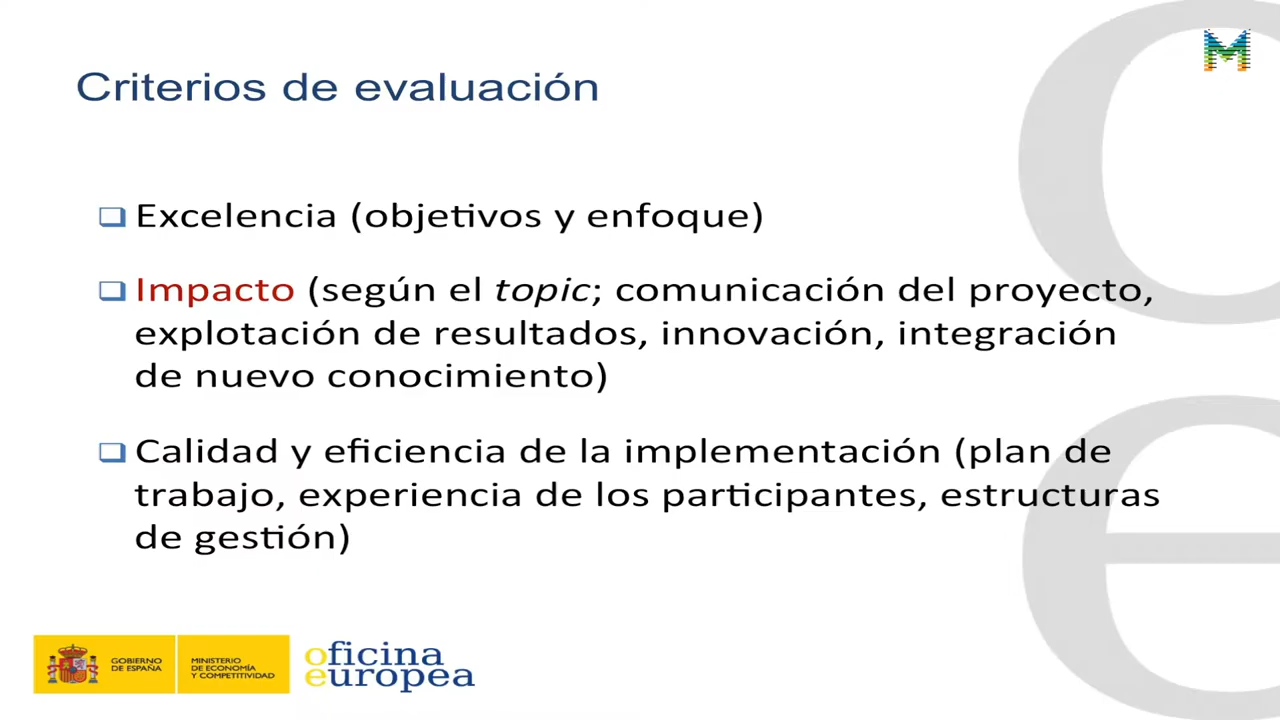 Criterios de evaluación
Excelencia (objetivos y enfoque)
Impacto (según el topic; comunicación del proyecto,
explotación de resultados, innovación, integración
de nuevo conocimiento)
Calidad y eficiencia de la implementación (plan de
trabajo, experiencia de los participantes, estructuras
de gestión)
GOBIERNO
DE ESPAÑA
MINISTERIO
DE ECONOMÍA
Y COMPETITIVIDAD
oficina
europea
M